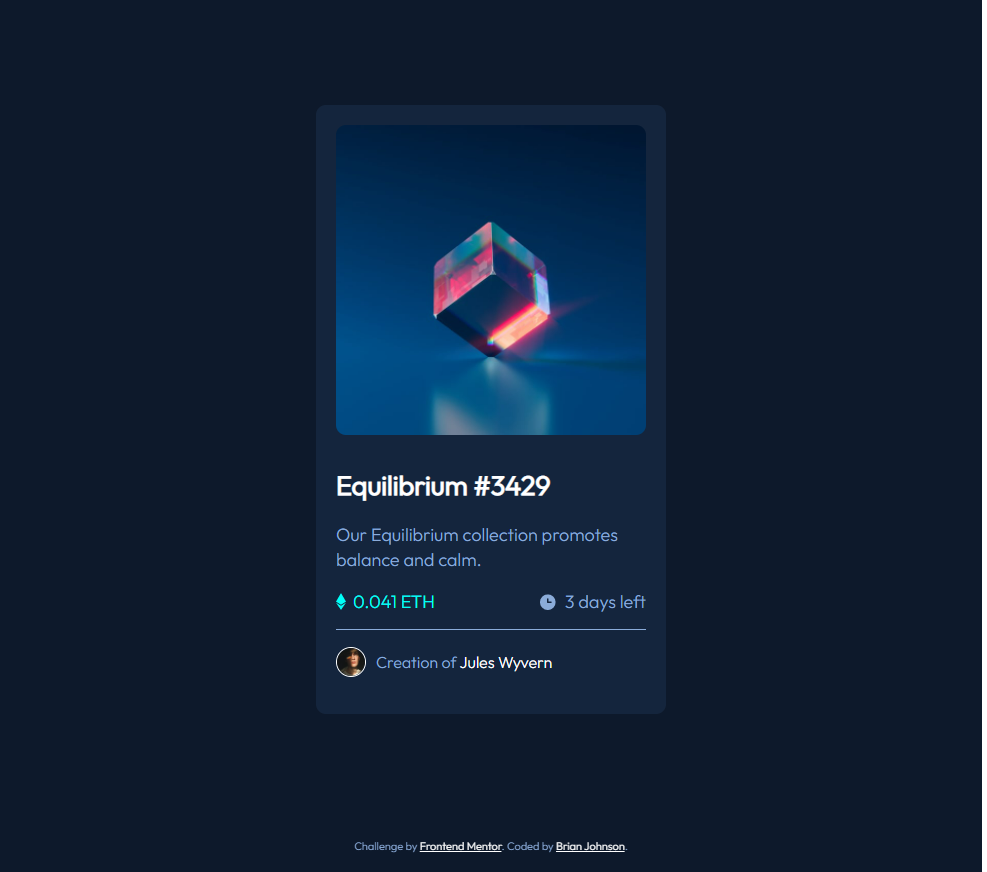 Equilibrium #3429
Our Equilibrium collection promotes
balance and calm.
0.041 ETH
3 days left
Creation of Jules Wyvern
Challenge by Frontend Mentor. Coded by Brian Johnson.